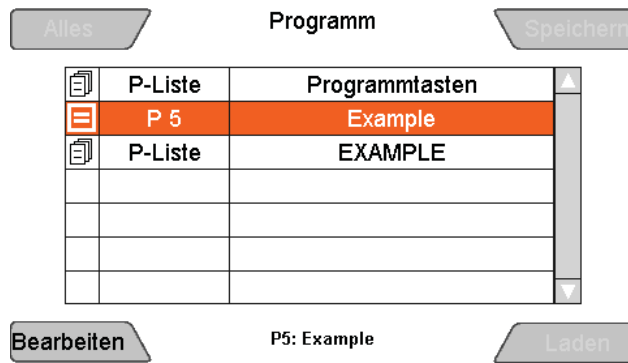 Alles Programm Speichern
P-Liste Programmtasten
P 5 Example
P-Liste EXAMPLE
Bearbeiten P5: Example Laden